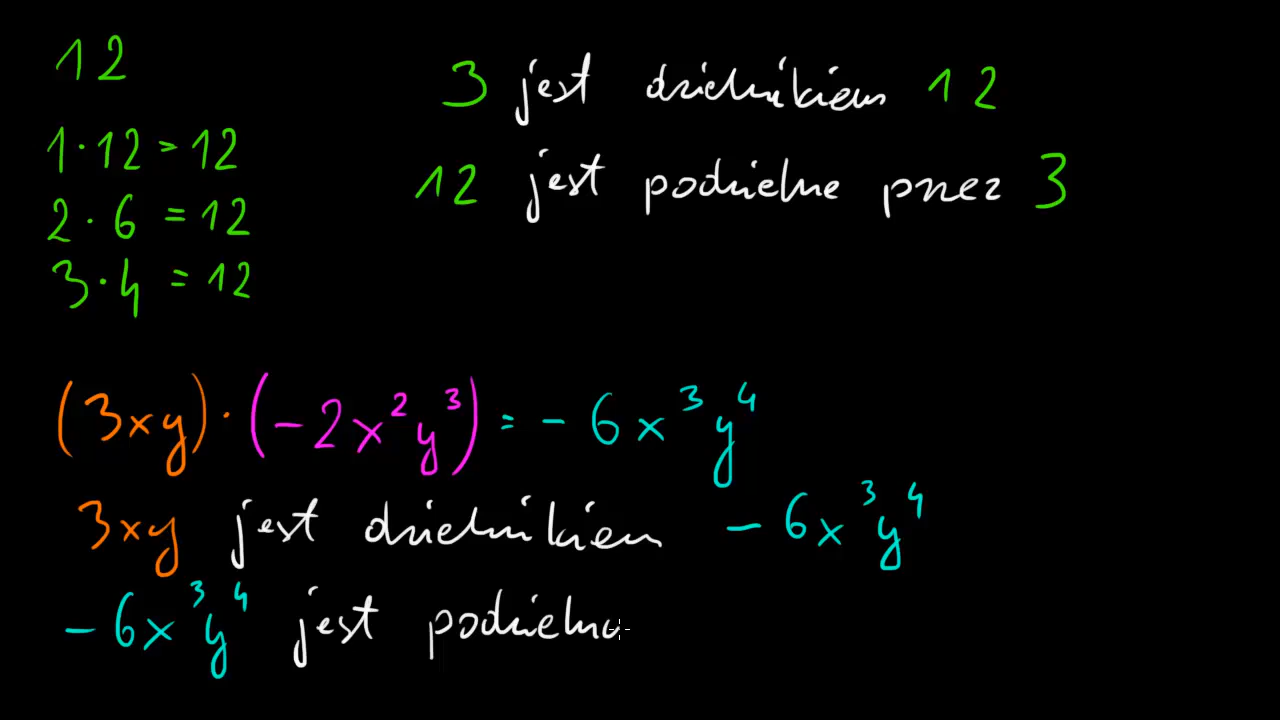 12
1·12=12
2·6=12
3·4=12
3 jest dzielnikiem 12
12 jest podzielne przez 3
(3xy)·(-2x²y³)=-6x³y⁴
3xy jest dzielnikiem -6x³y⁴
-6x³y⁴ jest podzielne